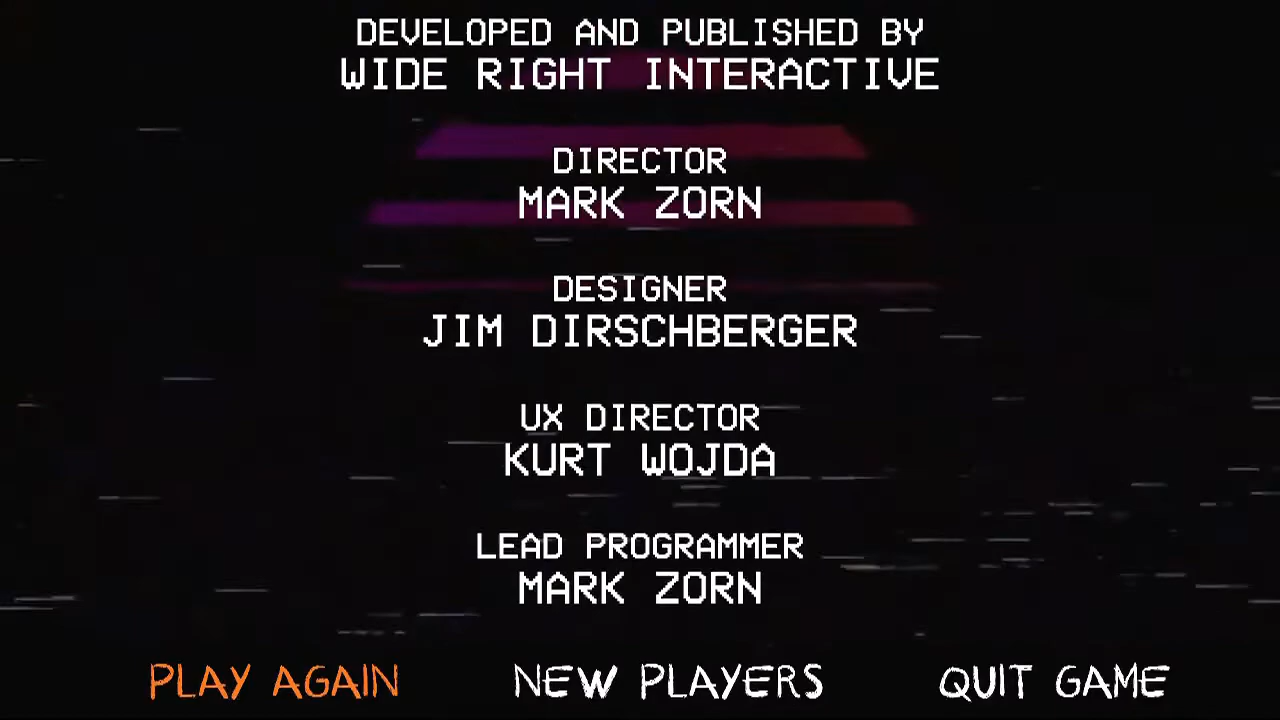 DEVELOPED AND PUBLISHED BY
WIDE RIGHT INTERACTIVE
DIRECTOR
MARK ZORN
DESIGNER
JIM DIRSCHBERGER
UX DIRECTOR
KURT WOJDA
LEAD PROGRAMMER
MARK ZORN
PLAY AGAIN NEW PLAYERS QUIT GAME